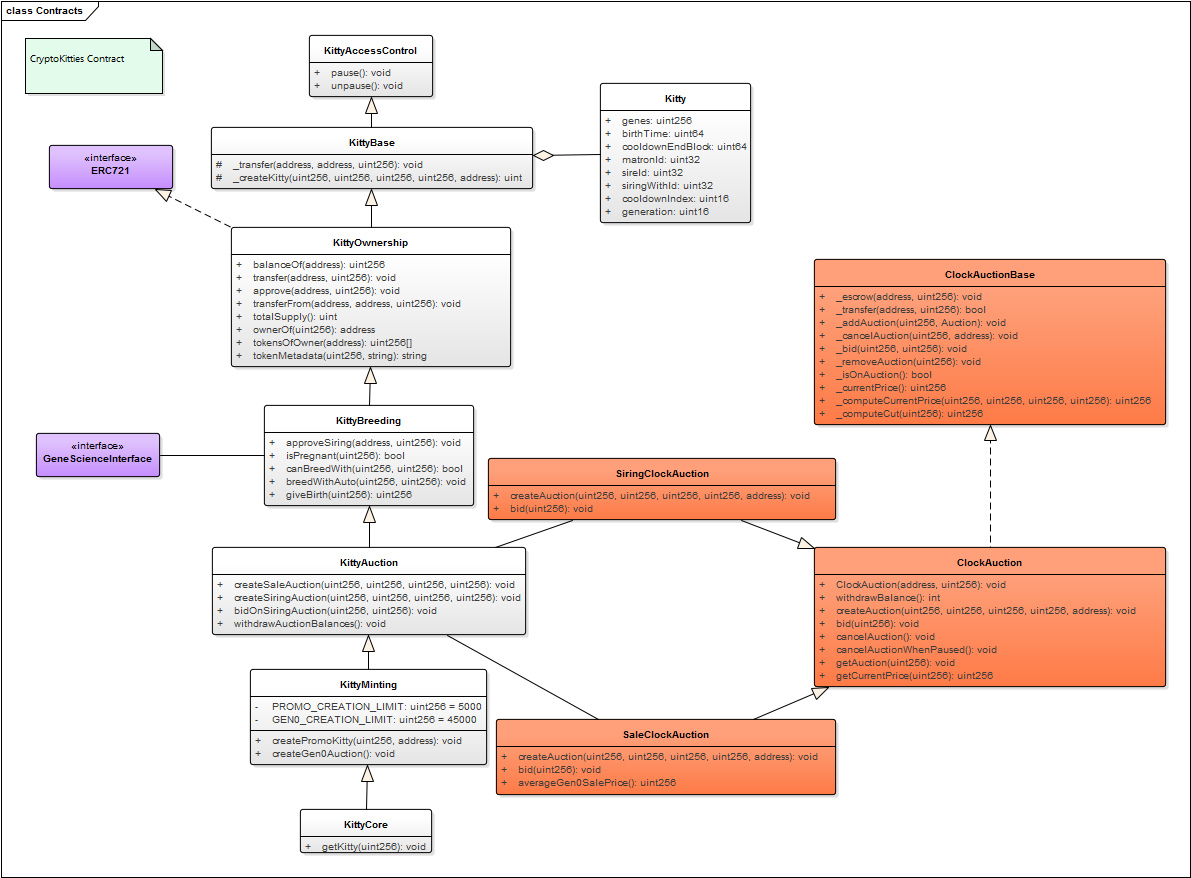 class Contracts
CryptoKitties Contract
KittyAccessControl
+ pause(): void
+ unpause(): void
Kitty
+ genes: uint256
+ birthTime: uint64
+ cooldownEndBlock: uint64
+ matronId: uint32
+ sireId: uint32
+ siringWithId: uint32
+ cooldownIndex: uint16
+ generation: uint16
KittyBase
# _transfer(address, address, uint256): void
# _createKitty(uint256, uint256, uint256, uint256, address): uint
«interface»
ERC721
KittyOwnership
+ balanceOf(address): uint256
+ transfer(address, uint256): void
+ approve(address, uint256): void
+ transferFrom(address, address, uint256): void
+ totalSupply(): uint
+ ownerOf(uint256): address
+ tokensOfOwner(address): uint256[]
+ tokenMetadata(uint256, string): string
ClockAuctionBase
+ _escrow(address, uint256): void
+ _transfer(address, uint256): bool
+ _addAuction(uint256, Auction): void
+ _cancelAuction(uint256, address): void
+ _bid(uint256, uint256): void
+ _removeAuction(uint256): void
+ _isOnAuction(): bool
+ _currentPrice(): uint256
+ _computeCurrentPrice(uint256, uint256, uint256, uint256): uint256
+ _computeCut(uint256): uint256
KittyBreeding
+ approveSiring(address, uint256): void
+ isPregnant(uint256): bool
+ canBreedWith(uint256, uint256): bool
+ breedWithAuto(uint256, uint256): void
+ giveBirth(uint256): uint256
«interface»
GeneScienceInterface
SiringClockAuction
+ createAuction(uint256, uint256, uint256, uint256, address): void
+ bid(uint256): void
KittyAuction
+ createSaleAuction(uint256, uint256, uint256, uint256): void
+ createSiringAuction(uint256, uint256, uint256, uint256): void
+ bidOnSiringAuction(uint256, uint256): void
+ withdrawAuctionBalances(): void
ClockAuction
+ ClockAuction(address, uint256): void
+ withdrawBalance(): int
+ createAuction(uint256, uint256, uint256, uint256, address): void
+ bid(uint256): void
+ cancelAuction(): void
+ cancelAuctionWhenPaused(): void
+ getAuction(uint256): void
+ getCurrentPrice(uint256): uint256
KittyMinting
- PROMO_CREATION_LIMIT: uint256 = 5000
- GEN0_CREATION_LIMIT: uint256 = 45000
+ createPromoKitty(uint256, address): void
+ createGen0Auction(): void
SaleClockAuction
+ createAuction(uint256, uint256, uint256, uint256, address): void
+ bid(uint256): void
+ averageGen0SalePrice(): uint256
KittyCore
+ getKitty(uint256): void